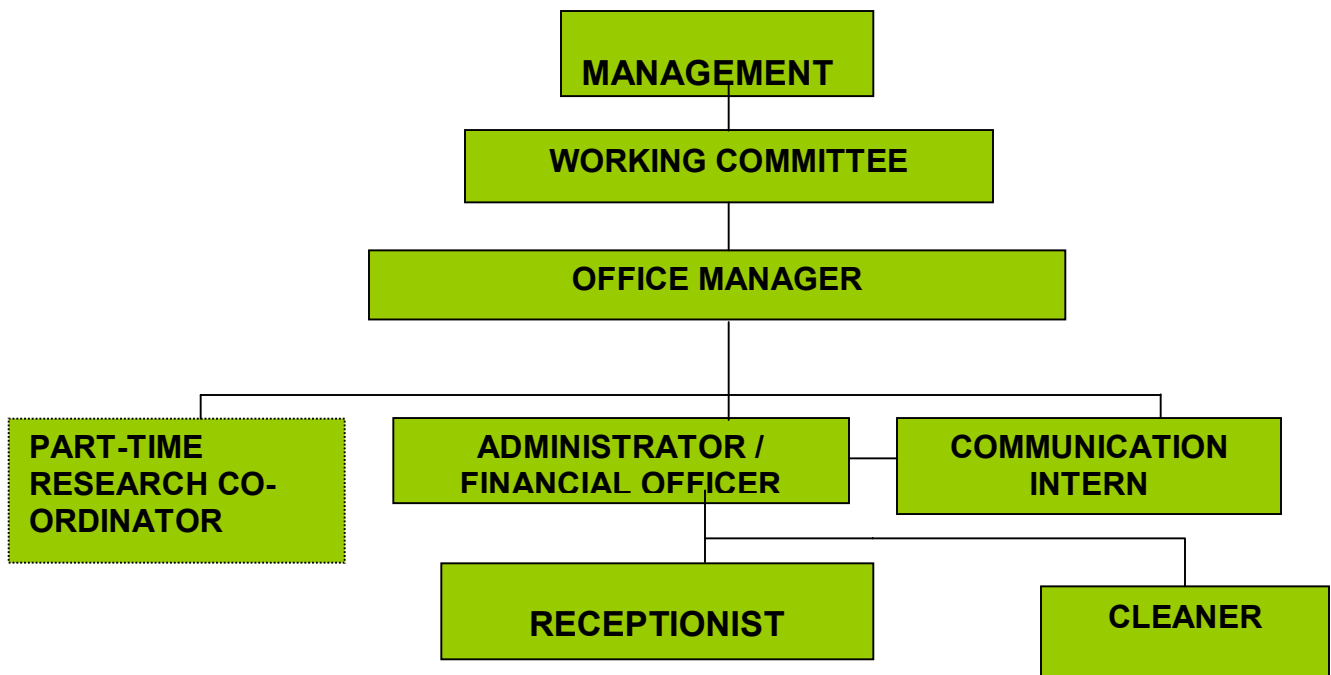 MANAGEMENT
WORKING COMMITTEE
OFFICE MANAGER
PART-TIME
RESEARCH CO-
ORDINATOR
ADMINISTRATOR /
FINANCIAL OFFICER
COMMUNICATION
INTERN
RECEPTIONIST
CLEANER